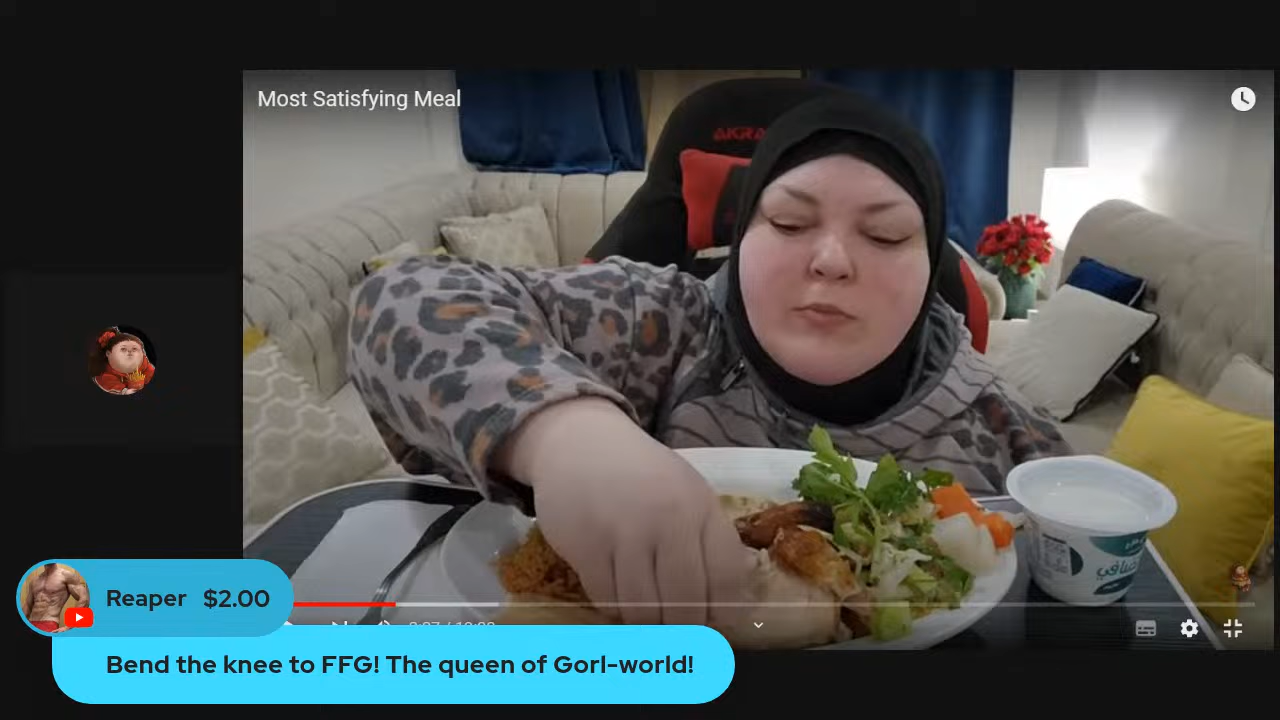 Most Satisfying Meal
AKRA
Reaper $2.00
Bend the knee to FFG! The queen of Gorl-world!